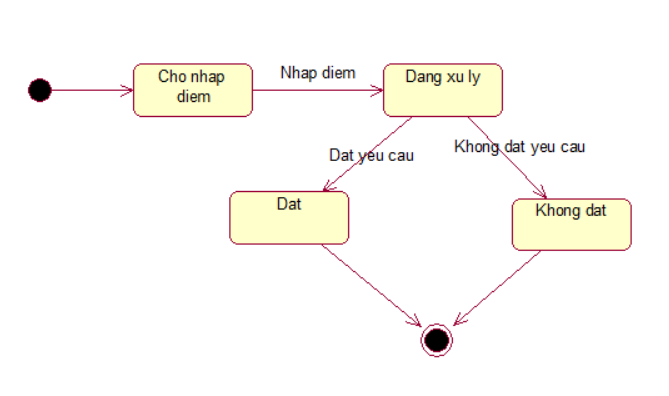 Cho nhap
diem
Nhap diem
Dang xu ly
Dat yeu cau
Khong dat yeu cau
Dat
Khong dat